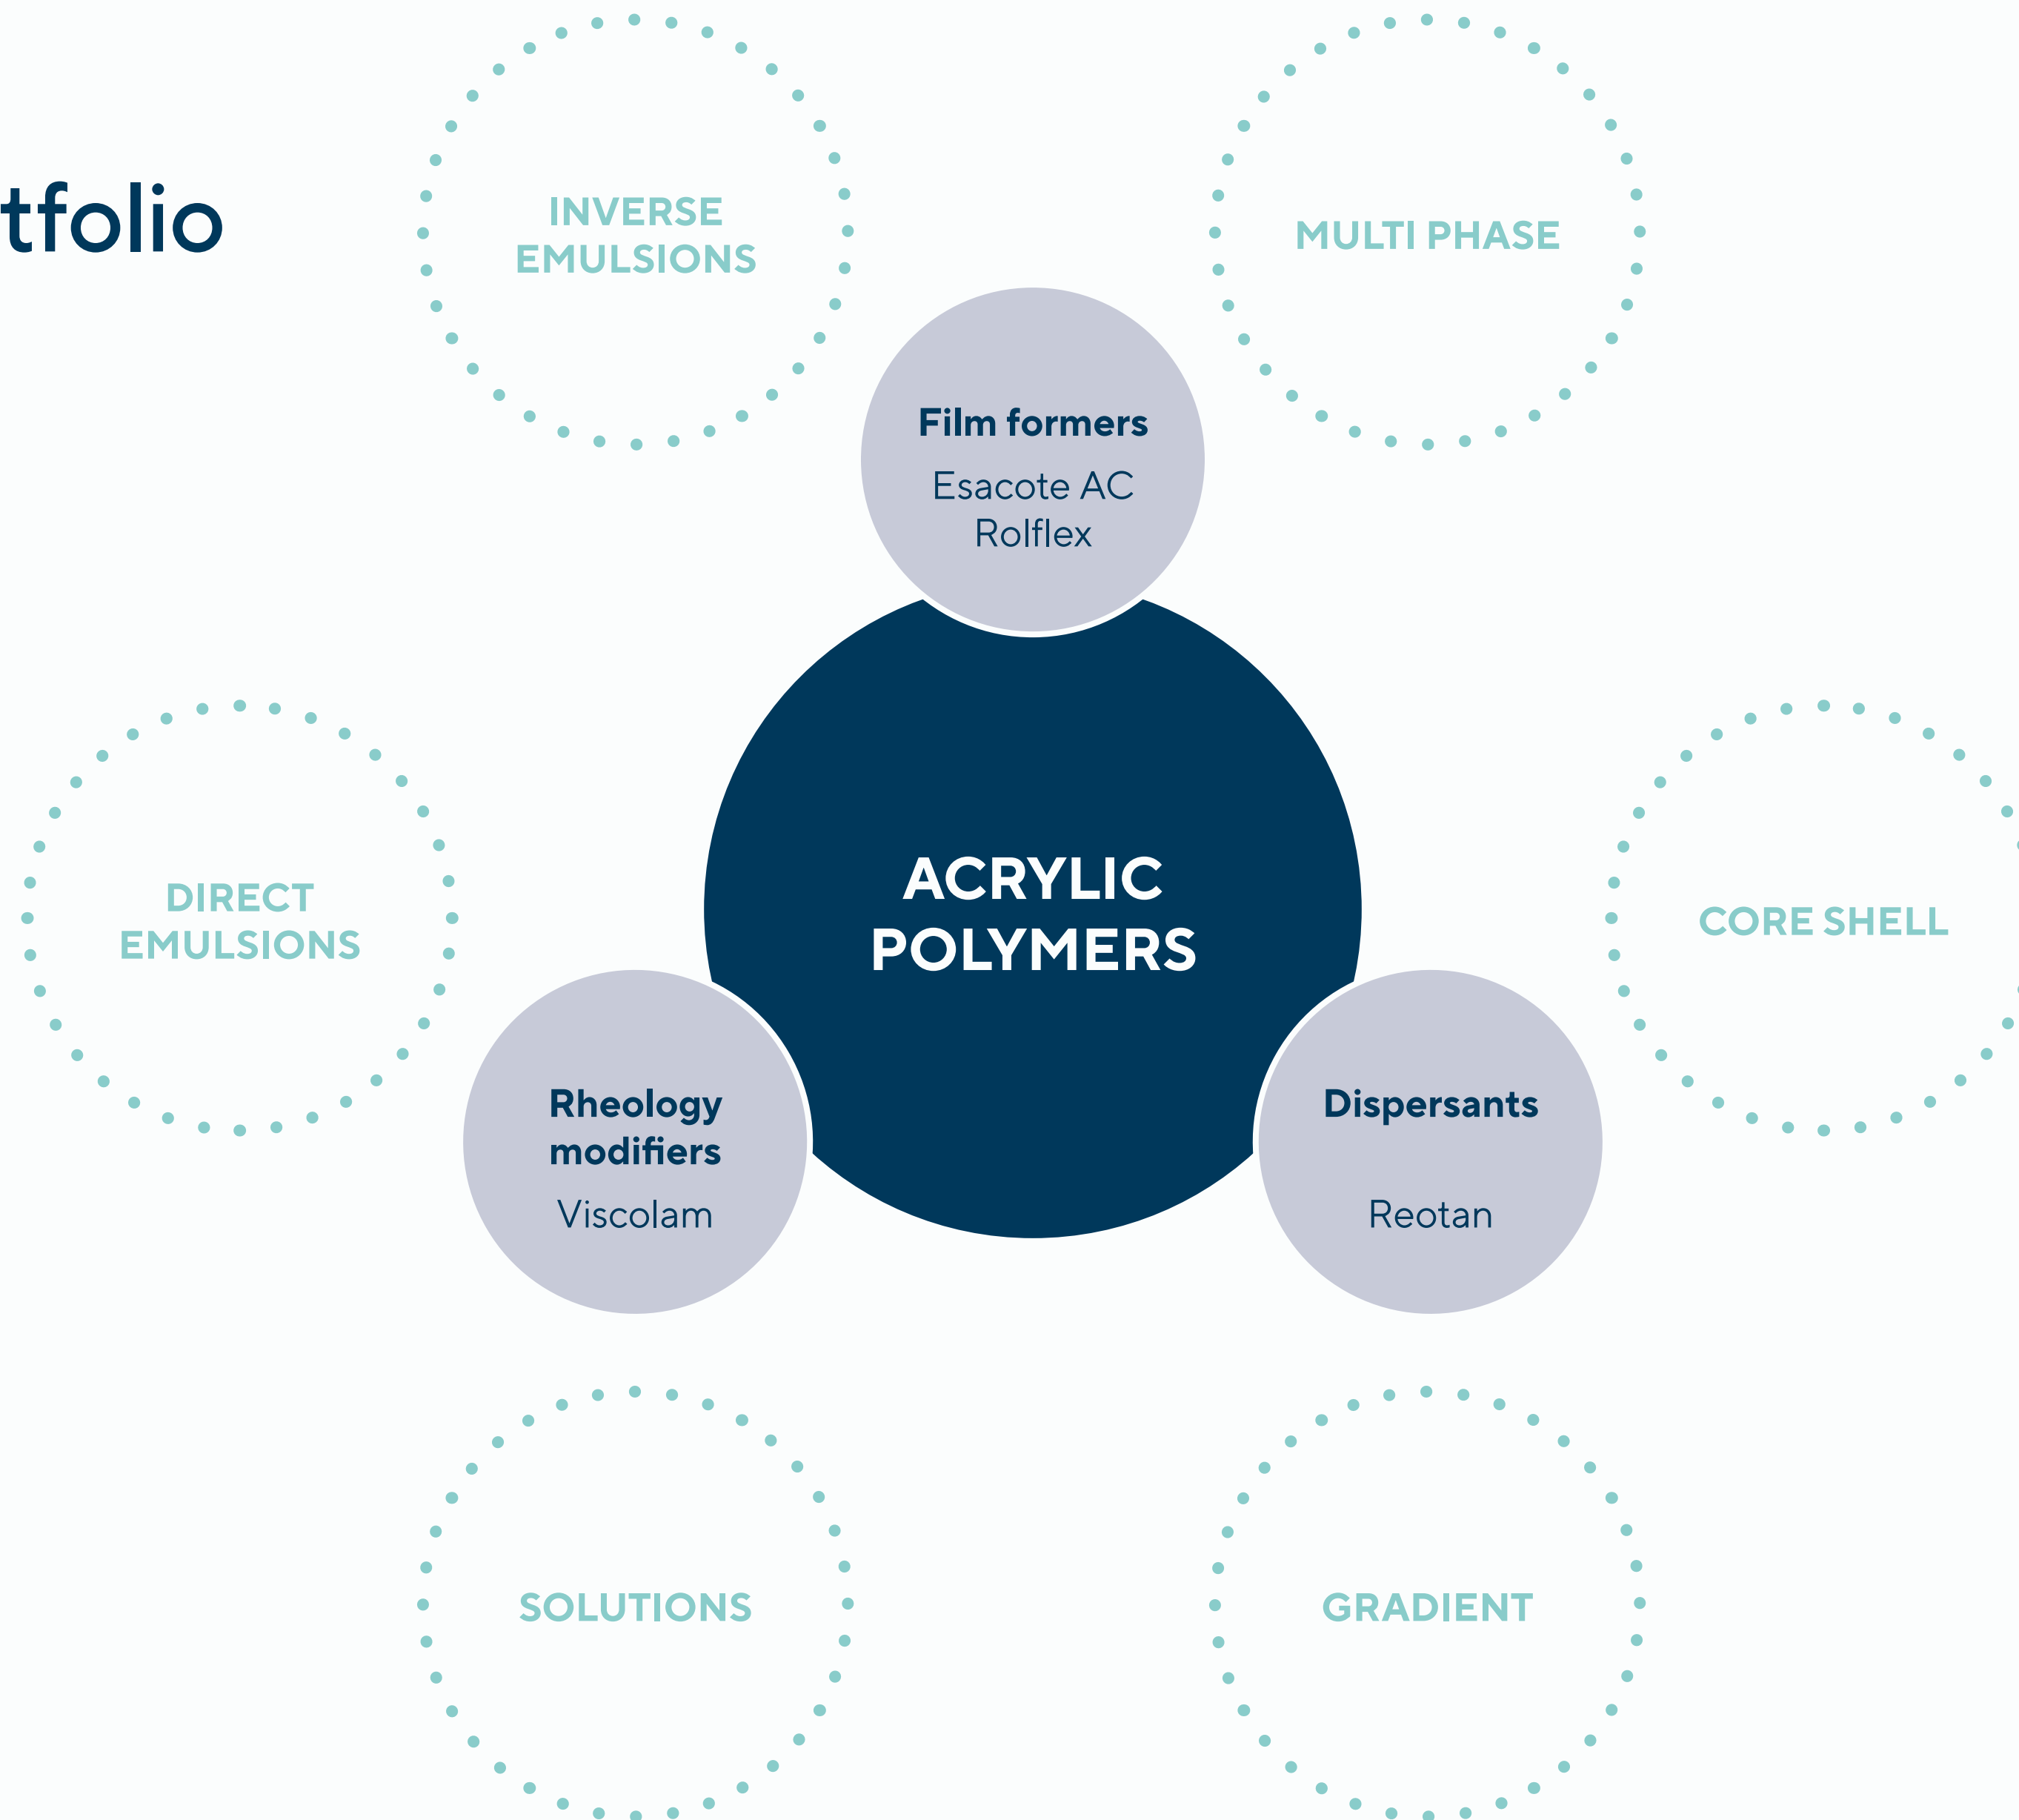 tfolio
INVERSE
EMULSIONS
MULTI PHASE
Film formers
Esacote AC
Rolflex
ACRYLIC
POLYMERS
DIRECT
EMULSIONS
CORE SHELL
Rheology
modifiers
Viscolam
Dispersants
Reotan
SOLUTIONS
GRADIENT